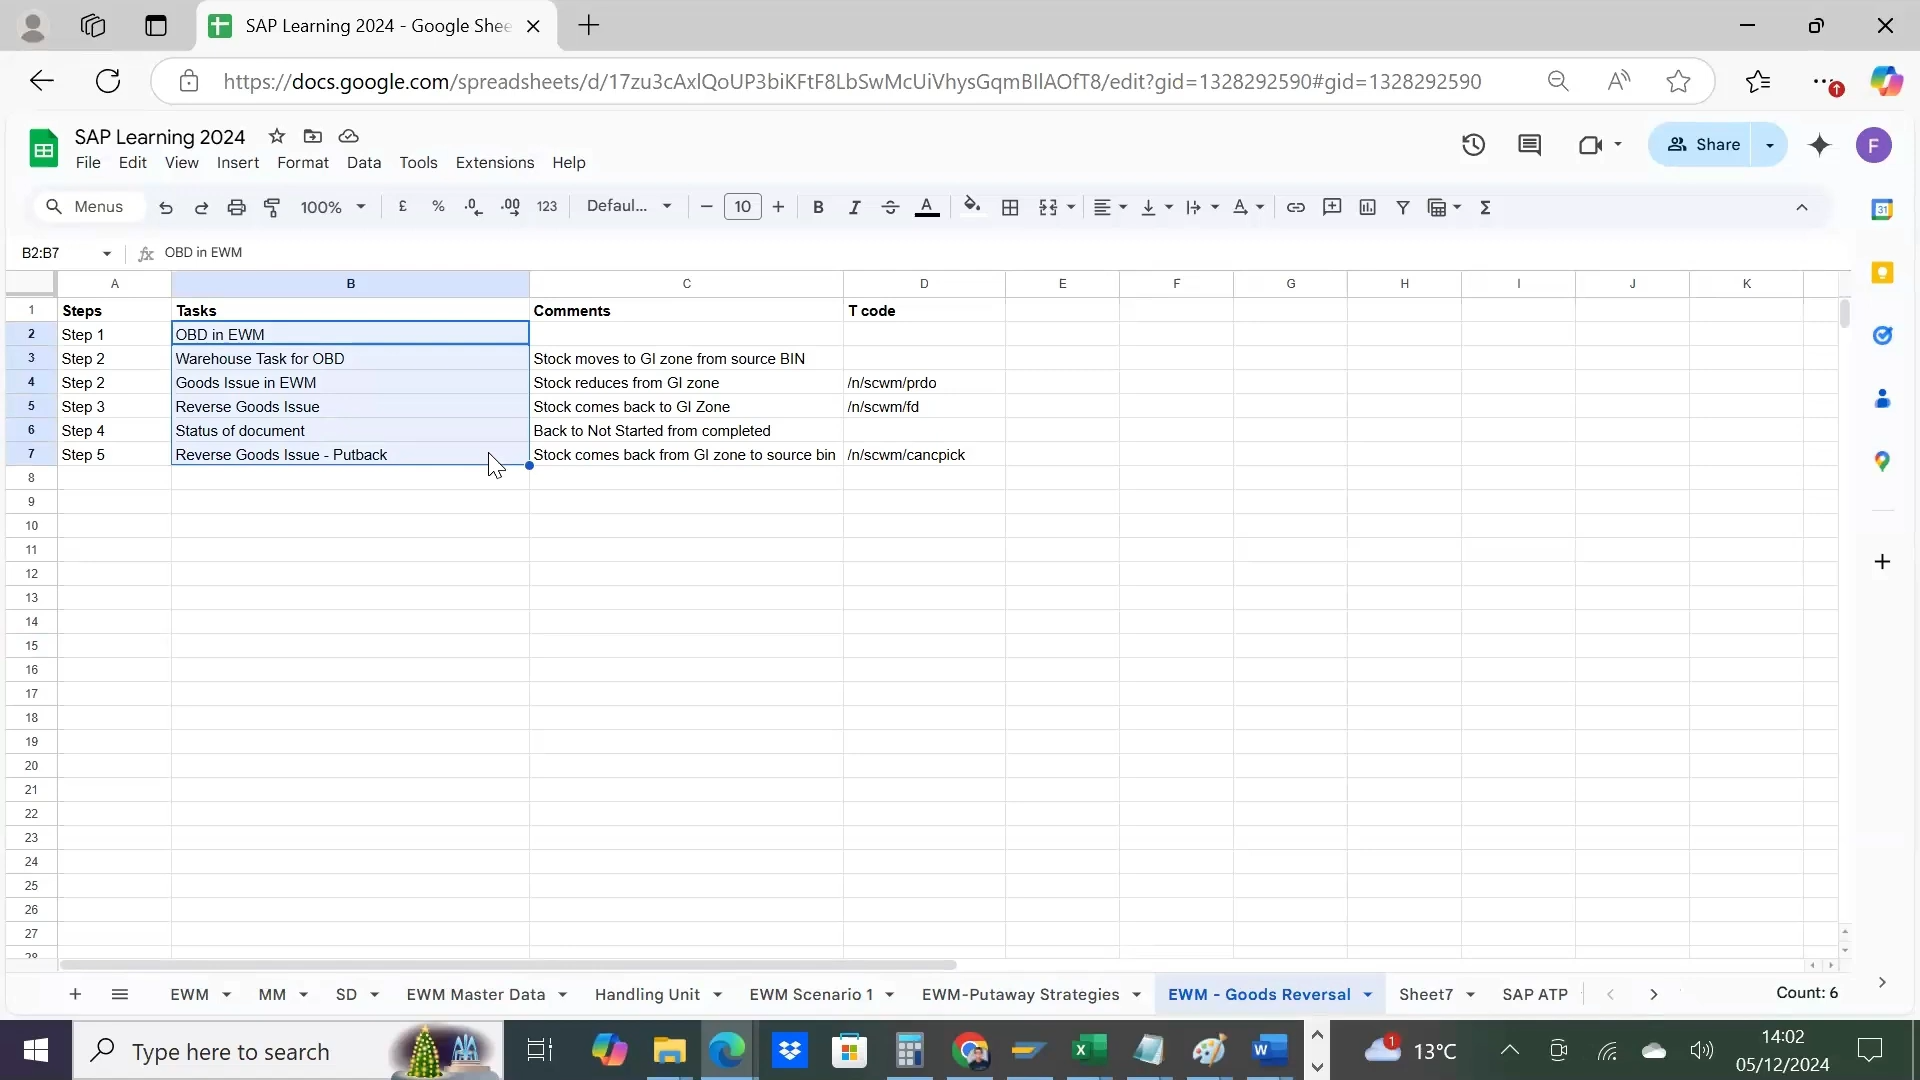 SAP Learning 2024 - Google Shee
https://docs.google.com/spreadsheets/d/17zu3cAxlQoUP3biKFtF8LbSwMcUiVhysGqmBIlAOfT8/edit?gid=1328292590#gid=1328292590
SAP Learning 2024
File Edit View Insert Format Data Tools Extensions Help
Share
F
Menus 100% £ % .0 .00 123 Defaul... 10 B I A Σ
31
B2:B7 fx OBD in EWM
A B C D E F G H I J K
1 Steps Tasks Comments T code
2 Step 1 OBD in EWM
3 Step 2 Warehouse Task for OBD Stock moves to GI zone from source BIN
4 Step 2 Goods Issue in EWM Stock reduces from GI zone /n/scwm/prdo
5 Step 3 Reverse Goods Issue Stock comes back to GI Zone /n/scwm/fd
6 Step 4 Status of document Back to Not Started from completed
7 Step 5 Reverse Goods Issue - Putback Stock comes back from GI zone to source bin /n/scwm/cancpick
8
9
10
11
12
13
14
15
16
17
18
19
20
21
22
23
24
25
26
27
28
EWM MM SD EWM Master Data Handling Unit EWM Scenario 1 EWM-Putaway Strategies EWM - Goods Reversal Sheet7 SAP ATP Count: 6
Type here to search
1
13°C
14:02
05/12/2024